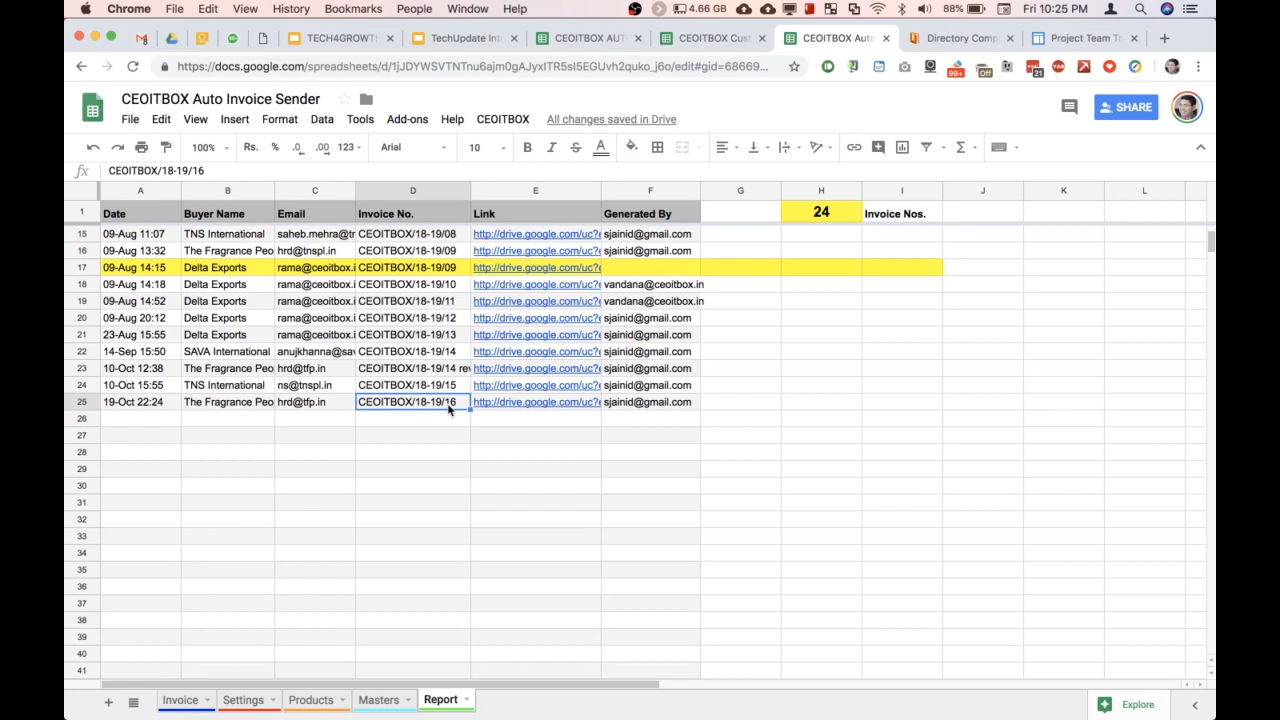 Chrome File Edit View History Bookmarks People Window Help 4.66 GB 88% Fri 10:25 PM
TECH4GROWTH TechUpdate Int CEOITBOX AUT CEOITBOX Cus CEOITBOX Auto Directory Comp Project Team Tr
https://docs.google.com/spreadsheets/d/1jJDYWSVTNTnu6ajm0gAJyxITR5sI5EGUvh2quko_j6o/edit#gid=68669... 99+ Off 21
CEOITBOX Auto Invoice Sender
File Edit View Insert Format Data Tools Add-ons Help CEOITBOX All changes saved in Drive SHARE
100% Rs. % .0 .00 123 Arial 10 B I S A
fx CEOITBOX/18-19/16
A B C D E F G H I J K L
1 Date Buyer Name Email Invoice No. Link Generated By 24 Invoice Nos.
15 09-Aug 11:07 TNS International saheb.mehra@tn CEOITBOX/18-19/08 http://drive.google.com/uc?e sjainid@gmail.com
16 09-Aug 13:32 The Fragrance Peo hrd@tnspl.in CEOITBOX/18-19/09 http://drive.google.com/uc?e sjainid@gmail.com
17 09-Aug 14:15 Delta Exports rama@ceoitbox.i CEOITBOX/18-19/09 http://drive.google.com/uc?e
18 09-Aug 14:18 Delta Exports rama@ceoitbox.i CEOITBOX/18-19/10 http://drive.google.com/uc?e vandana@ceoitbox.in
19 09-Aug 14:52 Delta Exports rama@ceoitbox.i CEOITBOX/18-19/11 http://drive.google.com/uc?e vandana@ceoitbox.in
20 09-Aug 20:12 Delta Exports rama@ceoitbox.i CEOITBOX/18-19/12 http://drive.google.com/uc?e sjainid@gmail.com
21 23-Aug 15:55 Delta Exports rama@ceoitbox.i CEOITBOX/18-19/13 http://drive.google.com/uc?e sjainid@gmail.com
22 14-Sep 15:50 SAVA International anujkhanna@sav CEOITBOX/18-19/14 http://drive.google.com/uc?e sjainid@gmail.com
23 10-Oct 12:38 The Fragrance Peo hrd@tfp.in CEOITBOX/18-19/14 rev http://drive.google.com/uc?e sjainid@gmail.com
24 10-Oct 15:55 TNS International ns@tnspl.in CEOITBOX/18-19/15 http://drive.google.com/uc?e sjainid@gmail.com
25 19-Oct 22:24 The Fragrance Peo hrd@tfp.in CEOITBOX/18-19/16 http://drive.google.com/uc?e sjainid@gmail.com
26
27
28
29
30
31
32
33
34
35
36
37
38
39
40
41
Invoice Settings Products Masters Report Explore